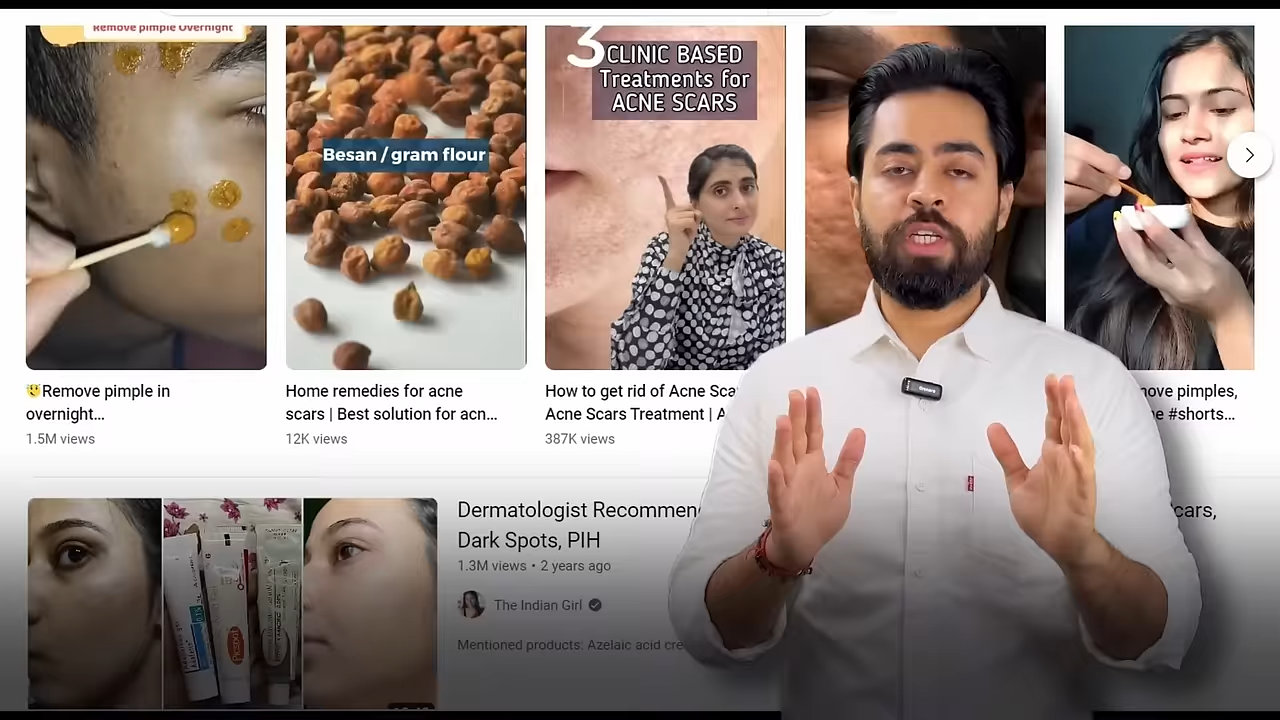 Remove pimple Overnight
Besan / gram flour
3 CLINIC BASED
Treatments for
ACNE SCARS
Remove pimple in
overnight...
1.5M views
Home remedies for acne
scars | Best solution for acn...
12K views
How to get rid of Acne Sca
Acne Scars Treatment | A
387K views
ove pimples,
e #shorts...
Dermatologist Recommen
cars,
Dark Spots, PIH
1.3M views • 2 years ago
The Indian Girl
Mentioned products: Azelaic acid cre